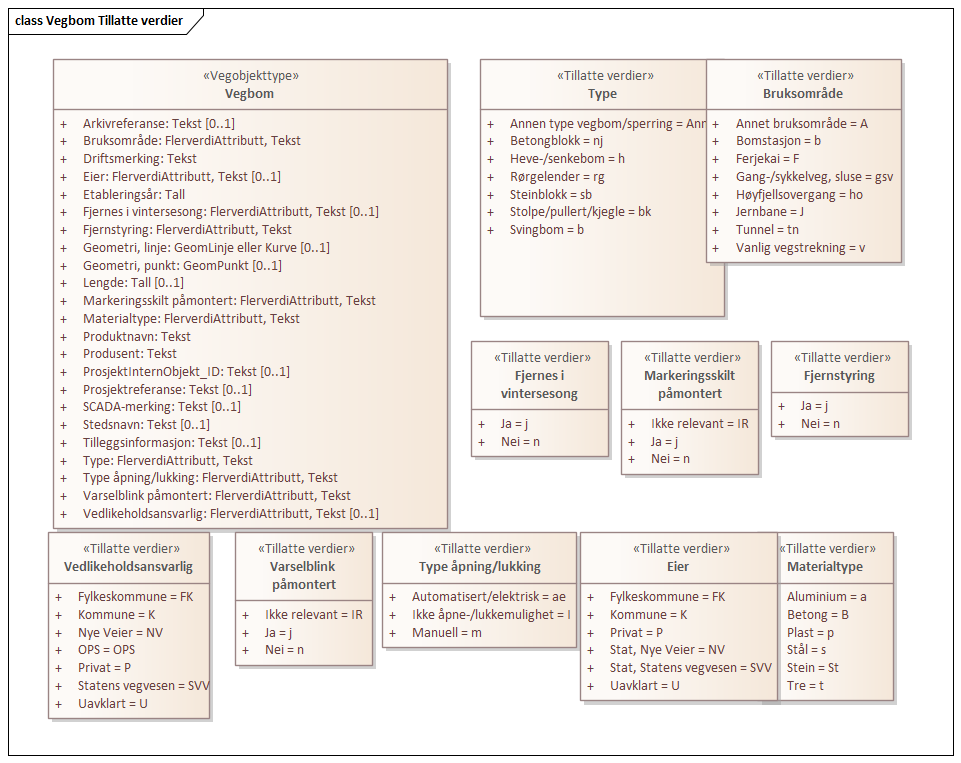 class Vegbom Tillatte verdier
«Vegobjekttype»
Vegbom
+ Arkivreferanse: Tekst [0..1]
+ Bruksområde: FlerverdiAttributt, Tekst
+ Driftsmerking: Tekst
+ Eier: FlerverdiAttributt, Tekst [0..1]
+ Etableringsår: Tall
+ Fjernes i vintersesong: FlerverdiAttributt, Tekst [0..1]
+ Fjernstyring: FlerverdiAttributt, Tekst
+ Geometri, linje: GeomLinje eller Kurve [0..1]
+ Geometri, punkt: GeomPunkt [0..1]
+ Lengde: Tall [0..1]
+ Markeringsskilt påmontert: FlerverdiAttributt, Tekst
+ Materialtype: FlerverdiAttributt, Tekst
+ Produktnavn: Tekst
+ Produsent: Tekst
+ ProsjektInternObjekt_ID: Tekst [0..1]
+ Prosjektreferanse: Tekst [0..1]
+ SCADA-merking: Tekst [0..1]
+ Stedsnavn: Tekst [0..1]
+ Tilleggsinformasjon: Tekst [0..1]
+ Type: FlerverdiAttributt, Tekst
+ Type åpning/lukking: FlerverdiAttributt, Tekst
+ Varselblink påmontert: FlerverdiAttributt, Tekst
+ Vedlikeholdsansvarlig: FlerverdiAttributt, Tekst [0..1]
«Tillatte verdier»
Type
+ Annen type vegbom/sperring = Ann
+ Betongblokk = nj
+ Heve-/senkebom = h
+ Rørgelender = rg
+ Steinblokk = sb
+ Stolpe/pullert/kjegle = bk
+ Svingbom = b
«Tillatte verdier»
Bruksområde
+ Annet bruksområde = A
+ Bomstasjon = b
+ Ferjekai = F
+ Gang-/sykkelveg, sluse = gsv
+ Høyfjellsovergang = ho
+ Jernbane = J
+ Tunnel = tn
+ Vanlig vegstrekning = v
«Tillatte verdier»
Fjernes i
vintersesong
+ Ja = j
+ Nei = n
«Tillatte verdier»
Markeringsskilt
påmontert
+ Ikke relevant = IR
+ Ja = j
+ Nei = n
«Tillatte verdier»
Fjernstyring
+ Ja = j
+ Nei = n
«Tillatte verdier»
Vedlikeholdsansvarlig
+ Fylkeskommune = FK
+ Kommune = K
+ Nye Veier = NV
+ OPS = OPS
+ Privat = P
+ Statens vegvesen = SVV
+ Uavklart = U
«Tillatte verdier»
Varselblink
påmontert
+ Ikke relevant = IR
+ Ja = j
+ Nei = n
«Tillatte verdier»
Type åpning/lukking
+ Automatisert/elektrisk = ae
+ Ikke åpne-/lukkemulighet = I
+ Manuell = m
«Tillatte verdier»
Eier
+ Fylkeskommune = FK
+ Kommune = K
+ Privat = P
+ Stat, Nye Veier = NV
+ Stat, Statens vegvesen = SVV
+ Uavklart = U
«Tillatte verdier»
Materialtype
Aluminium = a
Betong = B
Plast = p
Stål = s
Stein = St
Tre = t